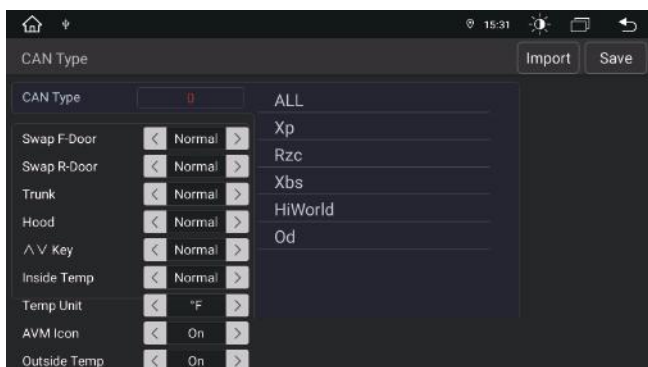 15:31
CAN Type
Import
Save
CAN Type 0
ALL
Xp
Rzc
Xbs
HiWorld
Od
Swap F-Door < Normal >
Swap R-Door < Normal >
Trunk < Normal >
Hood < Normal >
∧∨ Key < Normal >
Inside Temp < Normal >
Temp Unit < °F >
AVM Icon < On >
Outside Temp < On >